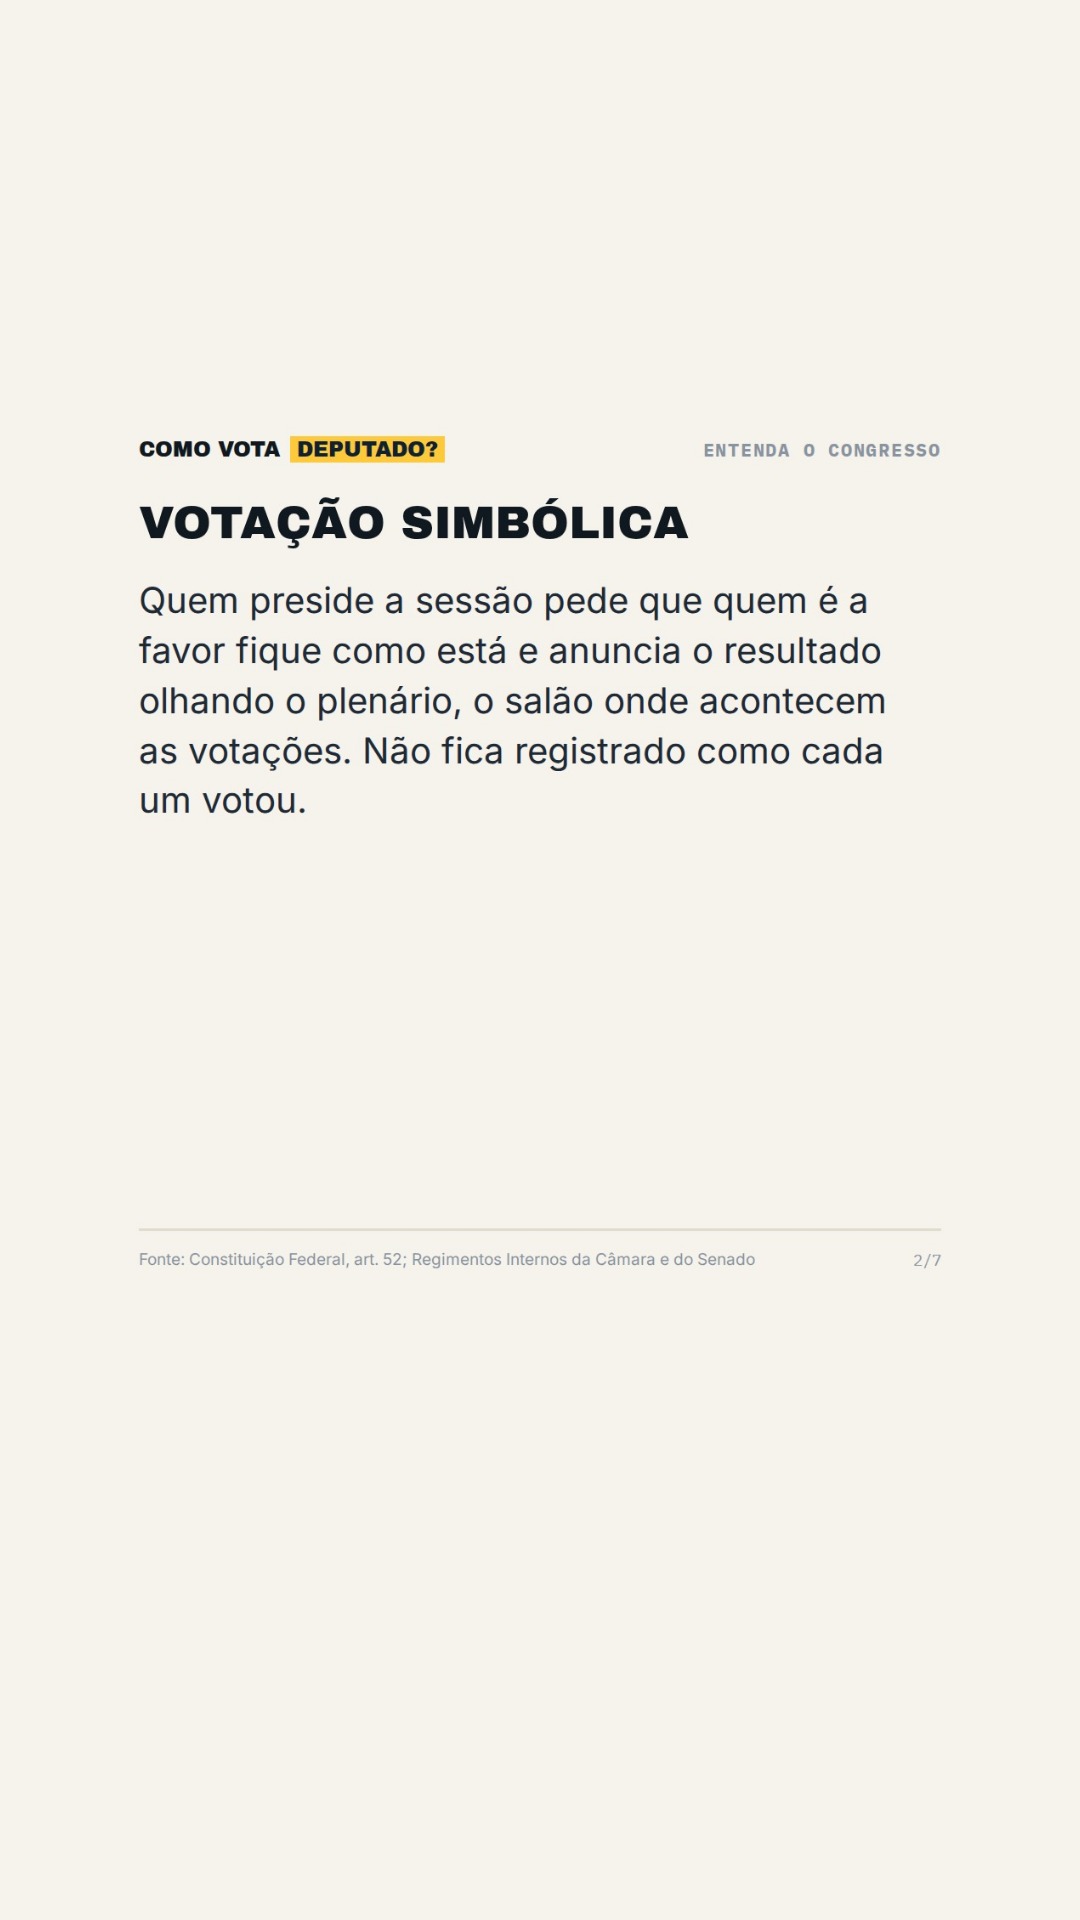 COMO VOTA DEPUTADO?
ENTENDA O CONGRESSO
VOTAÇÃO SIMBÓLICA
Quem preside a sessão pede que quem é a
favor fique como está e anuncia o resultado
olhando o plenário, o salão onde acontecem
as votações. Não fica registrado como cada
um votou.
Fonte: Constituição Federal, art. 52; Regimentos Internos da Câmara e do Senado
2/7